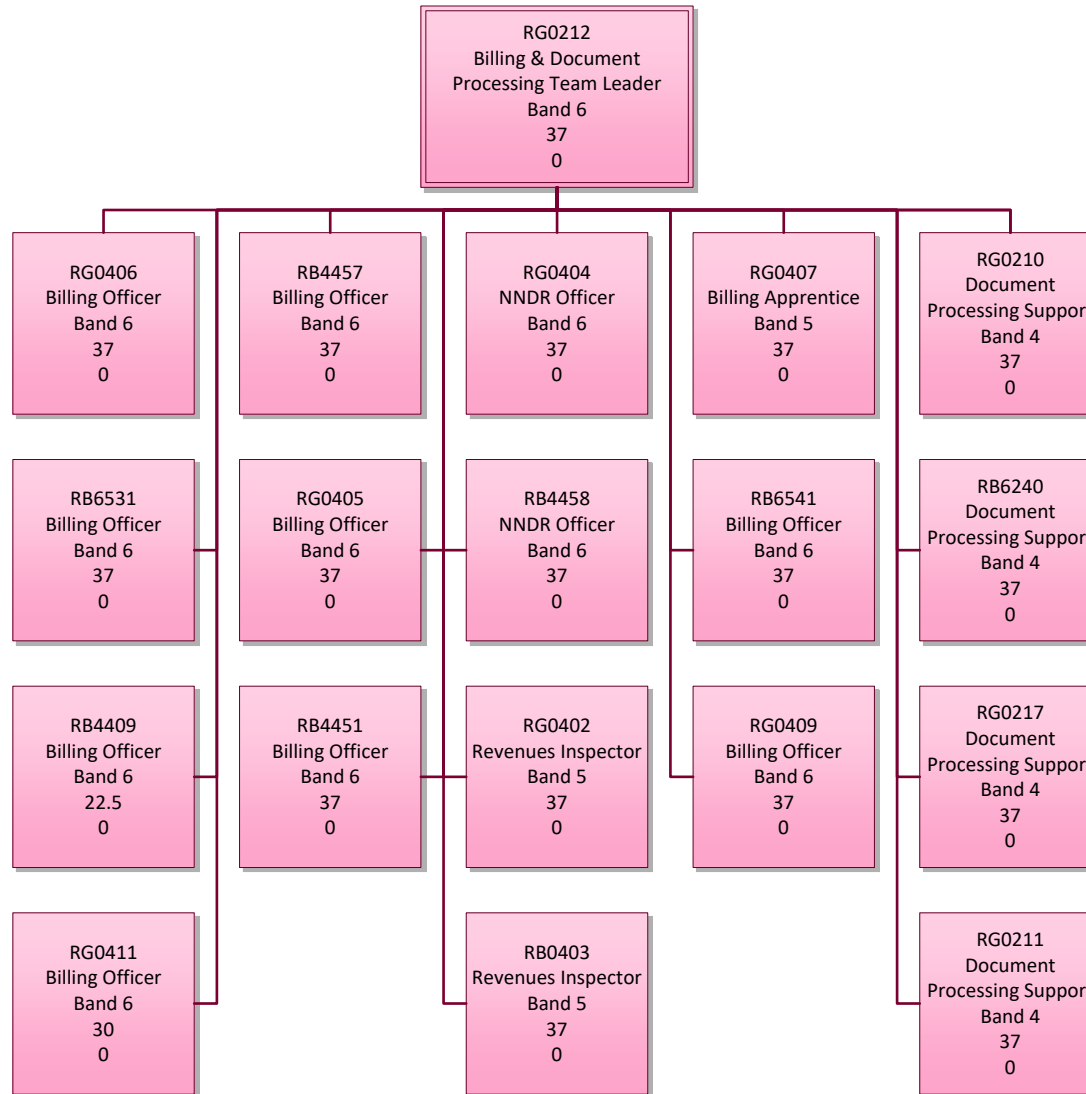 RG0212
Billing & Document
Processing Team Leader
Band 6
37
0
RG0406
Billing Officer
Band 6
37
0
RB4457
Billing Officer
Band 6
37
0
RG0404
NNDR Officer
Band 6
37
0
RG0407
Billing Apprentice
Band 5
37
0
RG0210
Document
Processing Suppor
Band 4
37
0
RB6531
Billing Officer
Band 6
37
0
RG0405
Billing Officer
Band 6
37
0
RB4458
NNDR Officer
Band 6
37
0
RB6541
Billing Officer
Band 6
37
0
RB6240
Document
Processing Suppor
Band 4
37
0
RB4409
Billing Officer
Band 6
22.5
0
RB4451
Billing Officer
Band 6
37
0
RG0402
Revenues Inspector
Band 5
37
0
RG0409
Billing Officer
Band 6
37
0
RG0217
Document
Processing Suppor
Band 4
37
0
RG0411
Billing Officer
Band 6
30
0
RB0403
Revenues Inspector
Band 5
37
0
RG0211
Document
Processing Suppor
Band 4
37
0